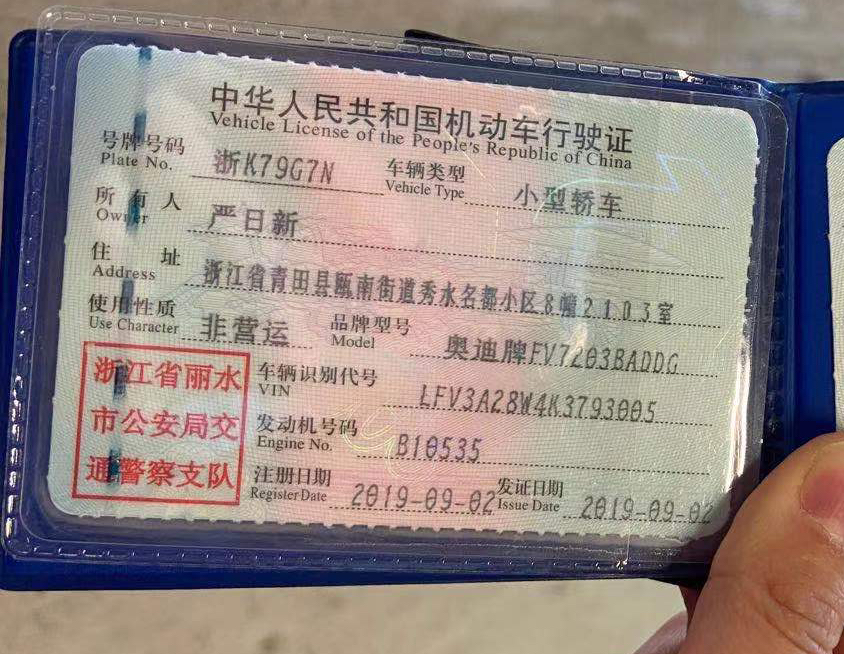 中华人民共和国机动车行驶证
Vehicle License of the People's Republic of China
号牌号码 浙K79G7N 车辆类型 小型轿车
Plate No. Vehicle Type
所有人 严日新
Owner
住址 浙江省青田县瓯南街道秀水名都小区8幢2103室
Address
使用性质 非营运 品牌型号 奥迪牌FV7203BADDG
Use Character Model
浙江省丽水
市公安局交
通警察支队
车辆识别代号 LFV3A28W4K3793005
VIN
发动机号码 B10535
Engine No.
注册日期 2019-09-02 发证日期 2019-09-02
Register Date Issue Date